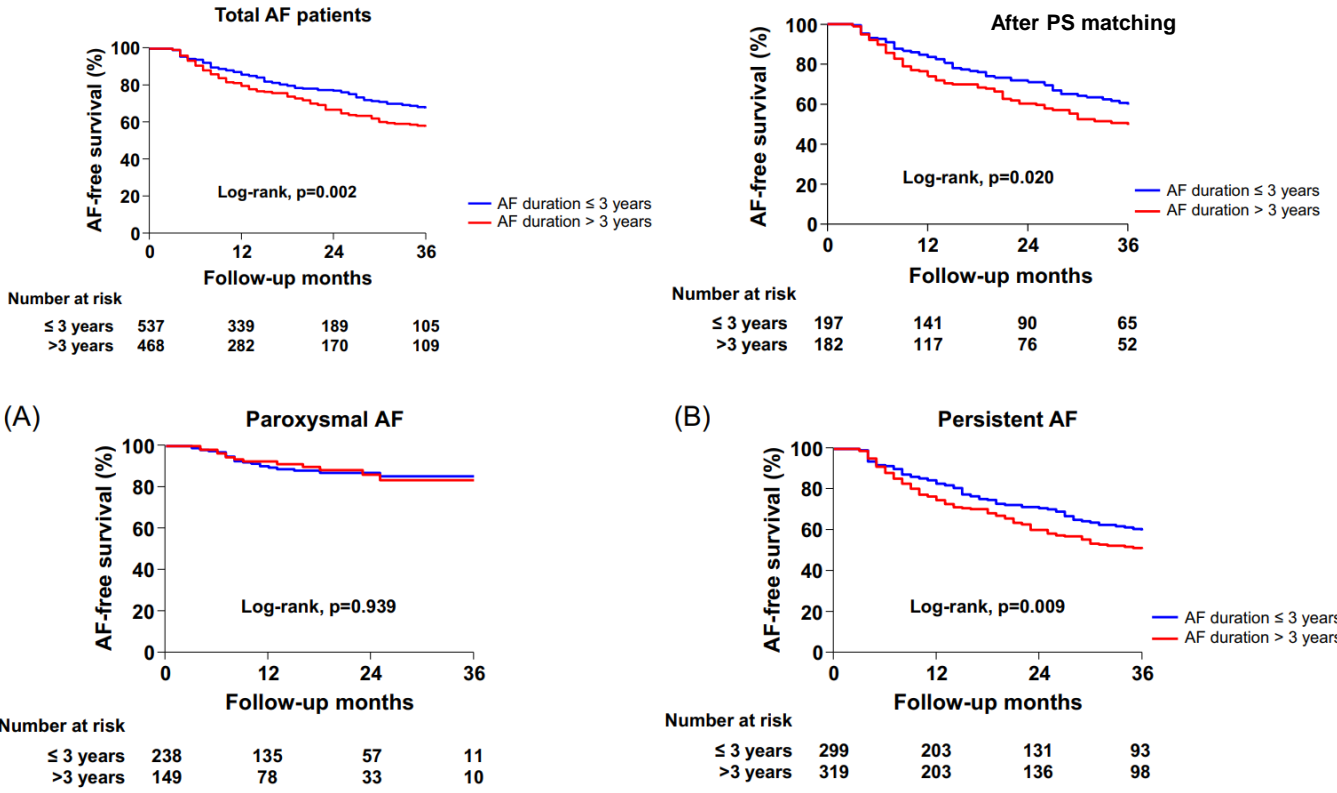 Total AF patients
100
80
60
40
20
0
AF-free survival (%)
Log-rank, p=0.002
AF duration ≤ 3 years
AF duration > 3 years
0 12 24 36
Follow-up months
Number at risk
≤ 3 years 537 339 189 105
>3 years 468 282 170 109
After PS matching
100
80
60
40
20
0
AF-free survival (%)
Log-rank, p=0.020
AF duration ≤ 3 years
AF duration > 3 years
0 12 24 36
Follow-up months
Number at risk
≤ 3 years 197 141 90 65
>3 years 182 117 76 52
(A)
Paroxysmal AF
100
80
60
40
20
0
AF-free survival (%)
Log-rank, p=0.939
0 12 24 36
Follow-up months
Number at risk
≤ 3 years 238 135 57 11
>3 years 149 78 33 10
(B)
Persistent AF
100
80
60
40
20
0
AF-free survival (%)
Log-rank, p=0.009
AF duration ≤ 3 years
AF duration > 3 years
0 12 24 36
Follow-up months
Number at risk
≤ 3 years 299 203 131 93
>3 years 319 203 136 98